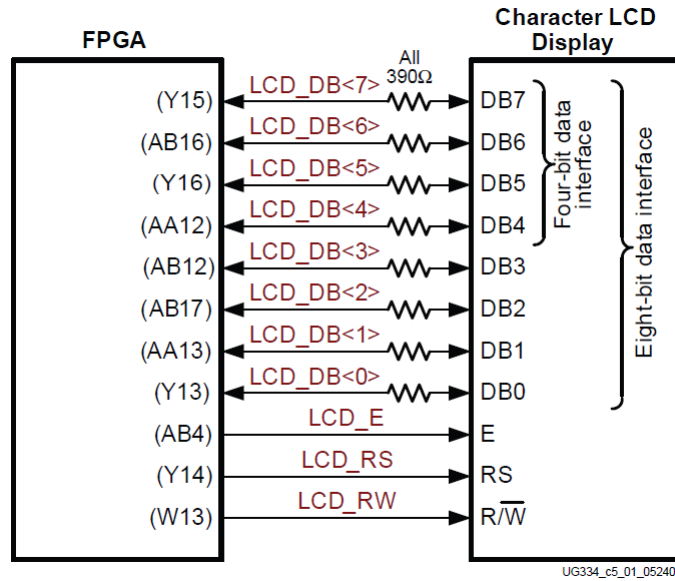 FPGA
Character LCD
Display
All
390Ω
(Y15) LCD_DB<7> DB7
(AB16) LCD_DB<6> DB6
(Y16) LCD_DB<5> DB5
(AA12) LCD_DB<4> DB4
(AB12) LCD_DB<3> DB3
(AB17) LCD_DB<2> DB2
(AA13) LCD_DB<1> DB1
(Y13) LCD_DB<0> DB0
(AB4) LCD_E E
(Y14) LCD_RS RS
(W13) LCD_RW R/W̅
Four-bit data
interface
Eight-bit data interface
UG334_c5_01_05240